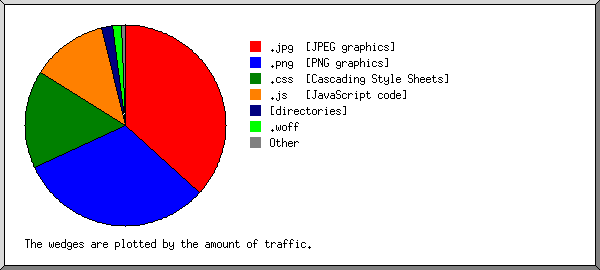 .jpg [JPEG graphics]
.png [PNG graphics]
.css [Cascading Style Sheets]
.js [JavaScript code]
[directories]
.woff
Other
The wedges are plotted by the amount of traffic.